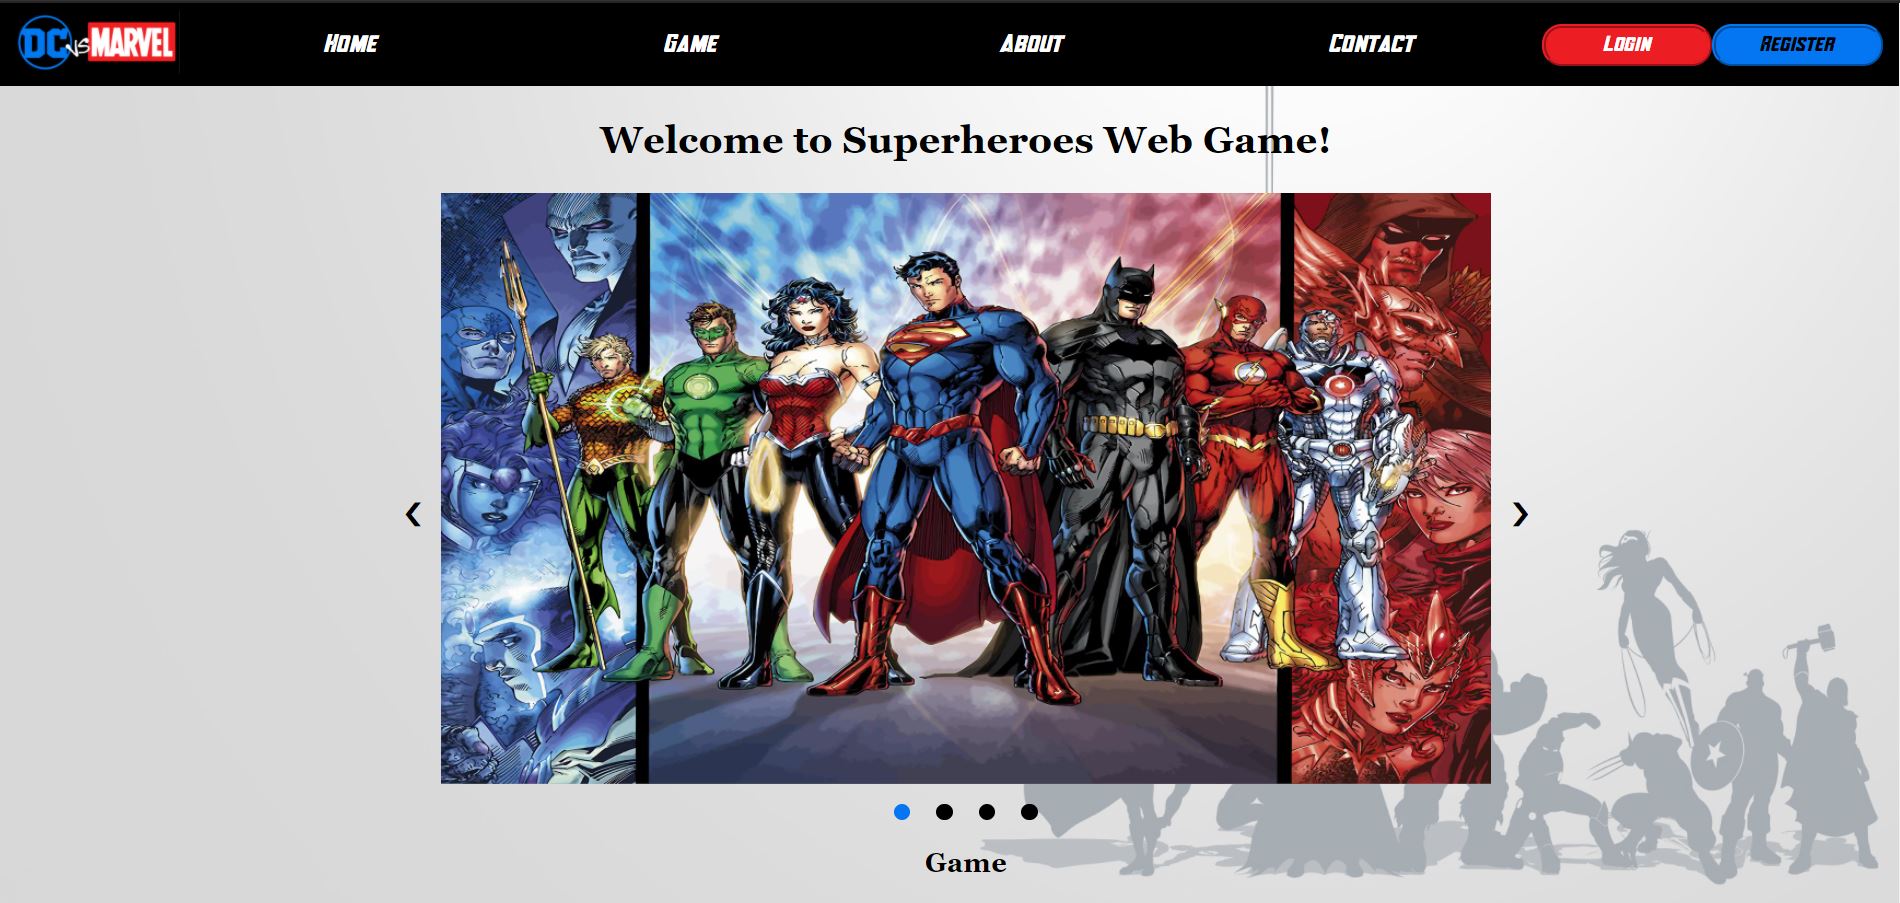 DC vs MARVEL
HOME
GAME
ABOUT
CONTACT
LOGIN
REGISTER
Welcome to Superheroes Web Game!
Game